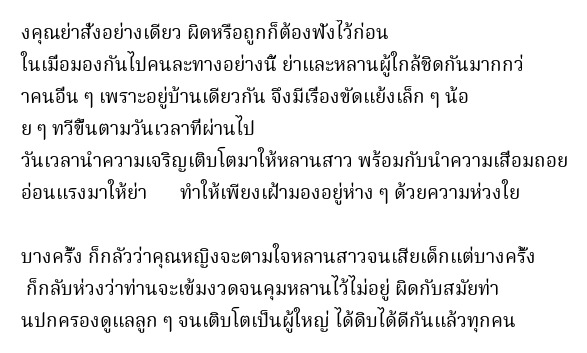 งคุณย่าสั่งอย่างเดียว ผิดหรือถูกก็ต้องฟังไว้ก่อน
ในเมื่อมองกันไปคนละทางอย่างนี้ ย่าและหลานผู้ใกล้ชิดกันมากกว่
าคนอื่น ๆ เพราะอยู่บ้านเดียวกัน จึงมีเรื่องขัดแย้งเล็ก ๆ น้อ
ย ๆ ทวีขึ้นตามวันเวลาที่ผ่านไป
วันเวลานำความเจริญเติบโตมาให้หลานสาว พร้อมกับนำความเสื่อมถอย
อ่อนแรงมาให้ย่า ทำให้เพียงเฝ้ามองอยู่ห่าง ๆ ด้วยความห่วงใย
บางครั้ง ก็กลัวว่าคุณหญิงจะตามใจหลานสาวจนเสียเด็กแต่บางครั้ง
ก็กลับห่วงว่าท่านจะเข้มงวดจนคุมหลานไว้ไม่อยู่ ผิดกับสมัยท่า
นปกครองดูแลลูก ๆ จนเติบโตเป็นผู้ใหญ่ ได้ดิบได้ดีกันแล้วทุกคน